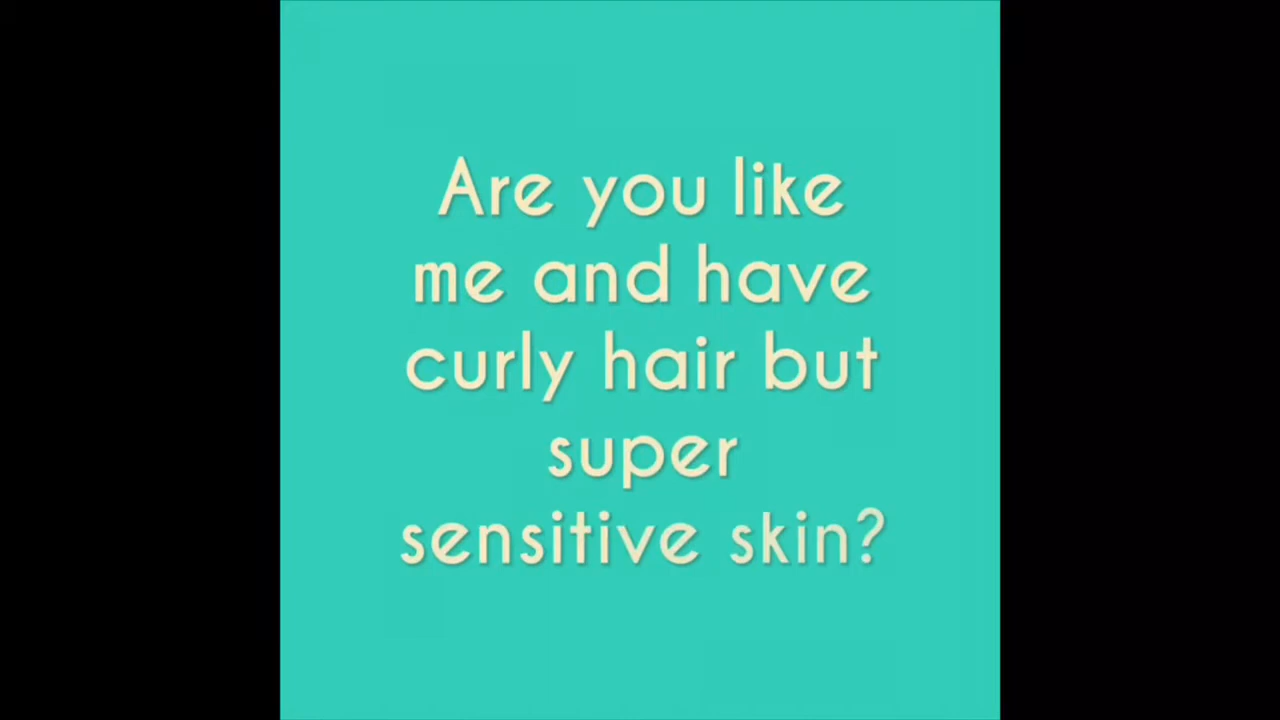 Are you like
me and have
curly hair but
super
sensitive skin?